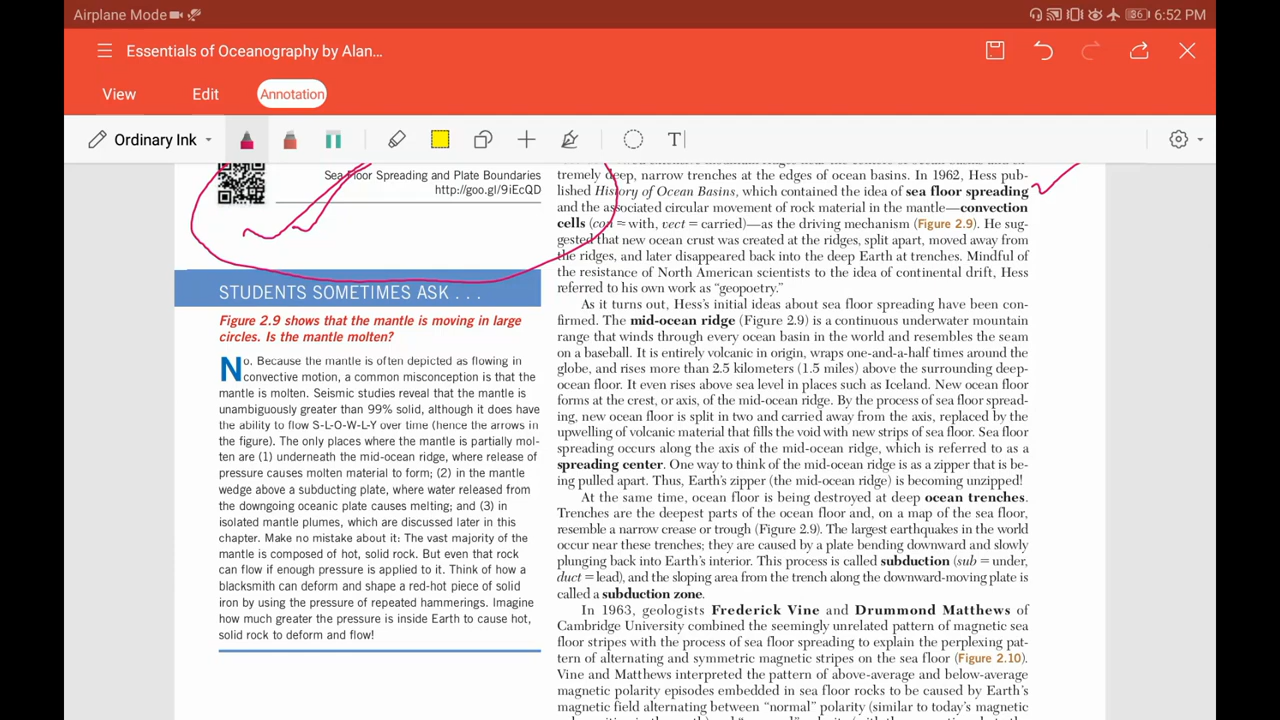 Airplane Mode
36 6:52 PM
Essentials of Oceanography by Alan...
View
Edit
Annotation
Ordinary Ink
T
Sea Floor Spreading and Plate Boundaries
http://goo.gl/9iEcQD
STUDENTS SOMETIMES ASK . . .
Figure 2.9 shows that the mantle is moving in large
circles. Is the mantle molten?
No. Because the mantle is often depicted as flowing in
convective motion, a common misconception is that the
mantle is molten. Seismic studies reveal that the mantle is
unambiguously greater than 99% solid, although it does have
the ability to flow S-L-O-W-L-Y over time (hence the arrows in
the figure). The only places where the mantle is partially mol-
ten are (1) underneath the mid-ocean ridge, where release of
pressure causes molten material to form; (2) in the mantle
wedge above a subducting plate, where water released from
the downgoing oceanic plate causes melting; and (3) in
isolated mantle plumes, which are discussed later in this
chapter. Make no mistake about it: The vast majority of the
mantle is composed of hot, solid rock. But even that rock
can flow if enough pressure is applied to it. Think of how a
blacksmith can deform and shape a red-hot piece of solid
iron by using the pressure of repeated hammerings. Imagine
how much greater the pressure is inside Earth to cause hot,
solid rock to deform and flow!
tremely deep, narrow trenches at the edges of ocean basins. In 1962, Hess pub-
lished History of Ocean Basins, which contained the idea of sea floor spreading
and the associated circular movement of rock material in the mantle—convection
cells (con = with, vect = carried)—as the driving mechanism (Figure 2.9). He sug-
gested that new ocean crust was created at the ridges, split apart, moved away from
the ridges, and later disappeared back into the deep Earth at trenches. Mindful of
the resistance of North American scientists to the idea of continental drift, Hess
referred to his own work as “geopoetry.”
As it turns out, Hess’s initial ideas about sea floor spreading have been con-
firmed. The mid-ocean ridge (Figure 2.9) is a continuous underwater mountain
range that winds through every ocean basin in the world and resembles the seam
on a baseball. It is entirely volcanic in origin, wraps one-and-a-half times around the
globe, and rises more than 2.5 kilometers (1.5 miles) above the surrounding deep-
ocean floor. It even rises above sea level in places such as Iceland. New ocean floor
forms at the crest, or axis, of the mid-ocean ridge. By the process of sea floor spread-
ing, new ocean floor is split in two and carried away from the axis, replaced by the
upwelling of volcanic material that fills the void with new strips of sea floor. Sea floor
spreading occurs along the axis of the mid-ocean ridge, which is referred to as a
spreading center. One way to think of the mid-ocean ridge is as a zipper that is be-
ing pulled apart. Thus, Earth’s zipper (the mid-ocean ridge) is becoming unzipped!
At the same time, ocean floor is being destroyed at deep ocean trenches.
Trenches are the deepest parts of the ocean floor and, on a map of the sea floor,
resemble a narrow crease or trough (Figure 2.9). The largest earthquakes in the world
occur near these trenches; they are caused by a plate bending downward and slowly
plunging back into Earth’s interior. This process is called subduction (sub = under,
duct = lead), and the sloping area from the trench along the downward-moving plate is
called a subduction zone.
In 1963, geologists Frederick Vine and Drummond Matthews of
Cambridge University combined the seemingly unrelated pattern of magnetic sea
floor stripes with the process of sea floor spreading to explain the perplexing pat-
tern of alternating and symmetric magnetic stripes on the sea floor (Figure 2.10).
Vine and Matthews interpreted the pattern of above-average and below-average
magnetic polarity episodes embedded in sea floor rocks to be caused by Earth’s
magnetic field alternating between “normal” polarity (similar to today’s magnetic